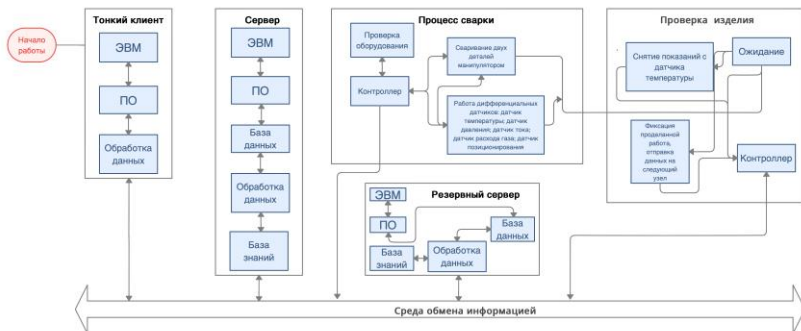 Начало
работы
Тонкий клиент
ЭВМ
ПО
Обработка
данных
Сервер
ЭВМ
ПО
База
данных
Обработка
данных
База
знаний
Процесс сварки
Проверка
оборудования
Контроллер
Сваривание двух
деталей
манипулятором
Работа дифференциальных
датчиков: датчик
температуры; датчик
давления; датчик тока;
датчик расхода газа; датчик
позиционирования
Резервный сервер
ЭВМ
ПО
База
знаний
Обработка
данных
База
данных
Проверка изделия
Снятие показаний с
датчика
температуры
Ожидание
Фиксация
проделанной
работа,
отправка
данных на
следующий
узел
Контроллер
Среда обмена информацией